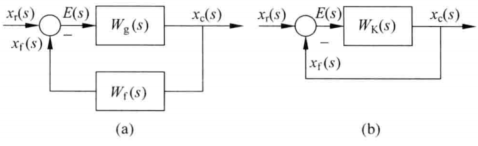 x_r(s) E(s) W_g(s) x_c(s)
x_f(s) −
W_f(s)
(a)
x_r(s) E(s) W_K(s) x_c(s)
−
x_f(s)
(b)